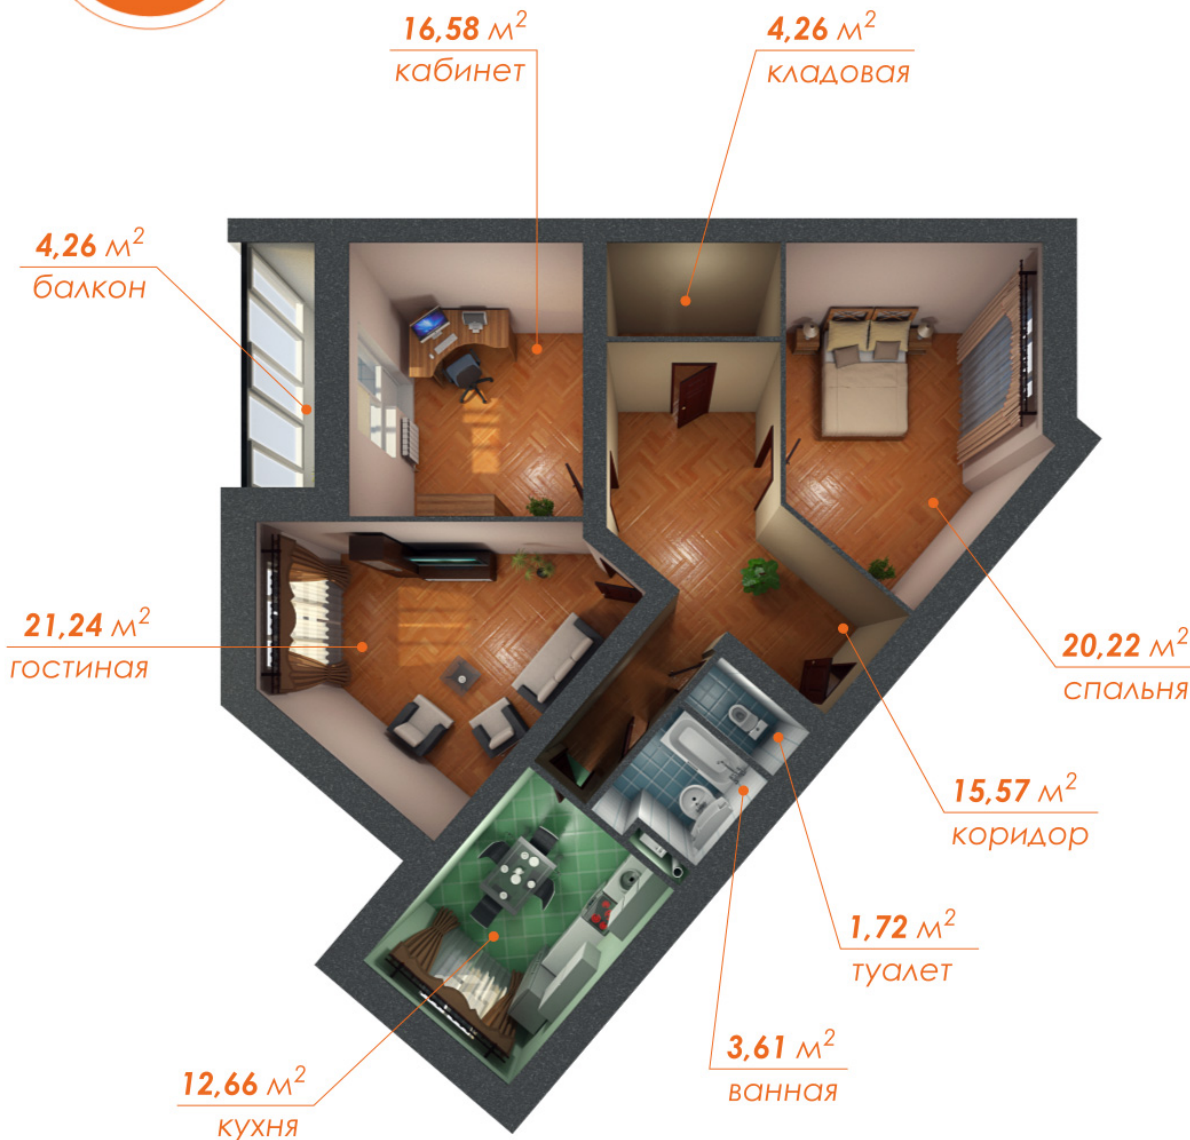 16,58 м²
кабинет
4,26 м²
кладовая
4,26 м²
балкон
21,24 м²
гостиная
20,22 м²
спальня
15,57 м²
коридор
1,72 м²
туалет
3,61 м²
ванная
12,66 м²
кухня